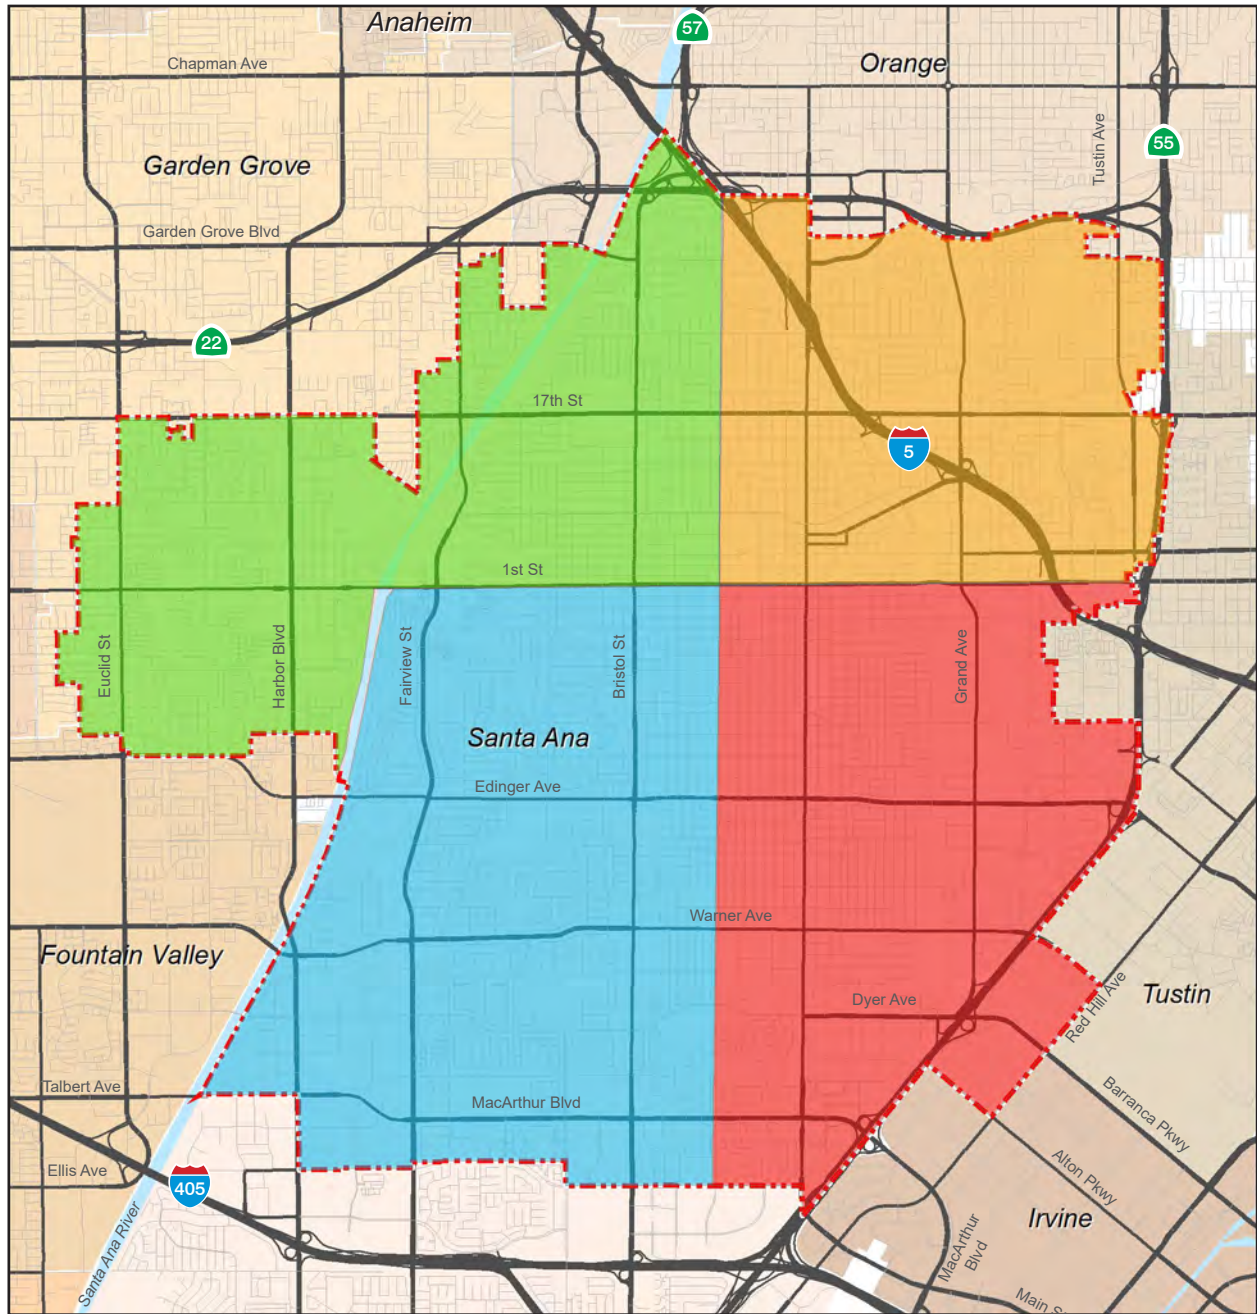 Anaheim
57
Orange
Chapman Ave
Tustin Ave
55
Garden Grove
Garden Grove Blvd
22
17th St
5
1st St
Euclid St
Harbor Blvd
Fairview St
Bristol St
Grand Ave
Santa Ana
Edinger Ave
Warner Ave
Fountain Valley
Dyer Ave
Red Hill Ave
Tustin
Talbert Ave
MacArthur Blvd
Barranca Pkwy
Ellis Ave
405
Alton Pkwy
Santa Ana River
MacArthur
Blvd
Irvine
Main S